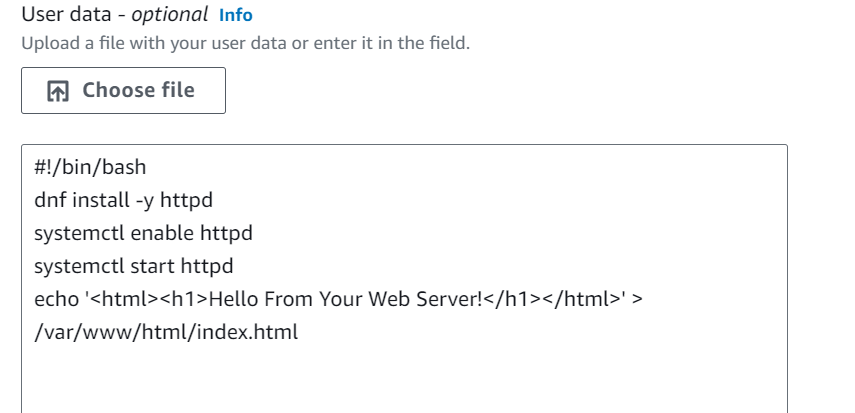 User data - optional Info
Upload a file with your user data or enter it in the field.
Choose file
#!/bin/bash
dnf install -y httpd
systemctl enable httpd
systemctl start httpd
echo '<html><h1>Hello From Your Web Server!</h1></html>' >
/var/www/html/index.html